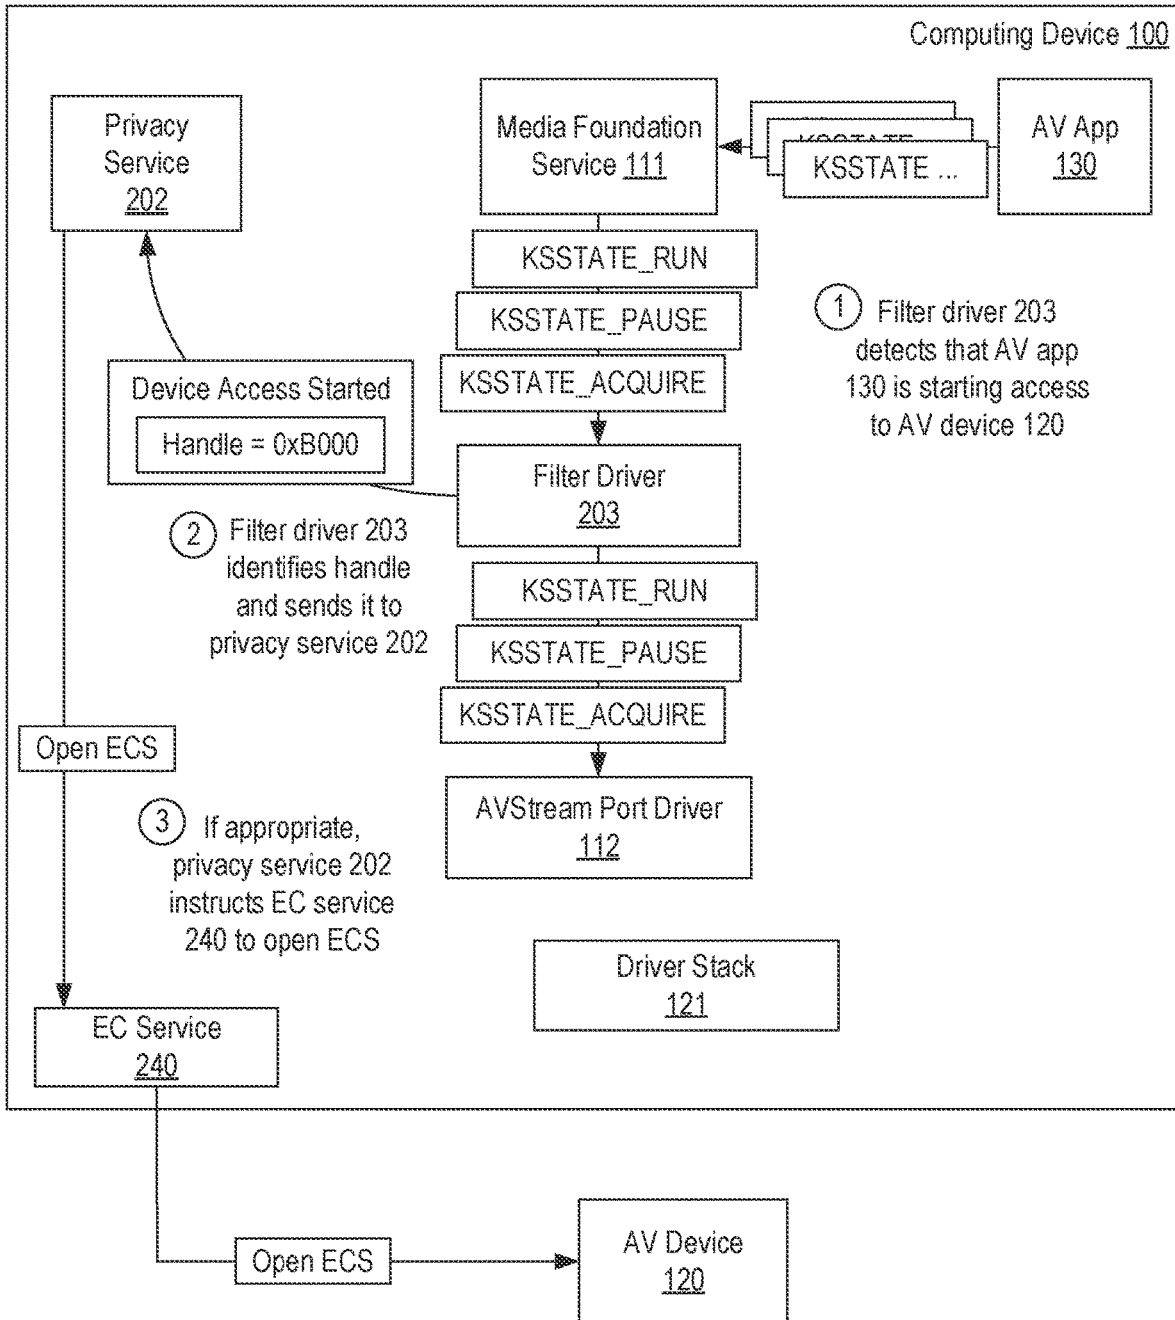 Computing Device 100
Privacy
Service
202
Media Foundation
Service 111
KSSTATE
KSSTATE ...
AV App
130
KSSTATE_RUN
KSSTATE_PAUSE
KSSTATE_ACQUIRE
1 Filter driver 203
detects that AV app
130 is starting access
to AV device 120
Device Access Started
Handle = 0xB000
Filter Driver
203
2 Filter driver 203
identifies handle
and sends it to
privacy service 202
KSSTATE_RUN
KSSTATE_PAUSE
KSSTATE_ACQUIRE
Open ECS
AVStream Port Driver
112
3 If appropriate,
privacy service 202
instructs EC service
240 to open ECS
Driver Stack
121
EC Service
240
Open ECS
AV Device
120